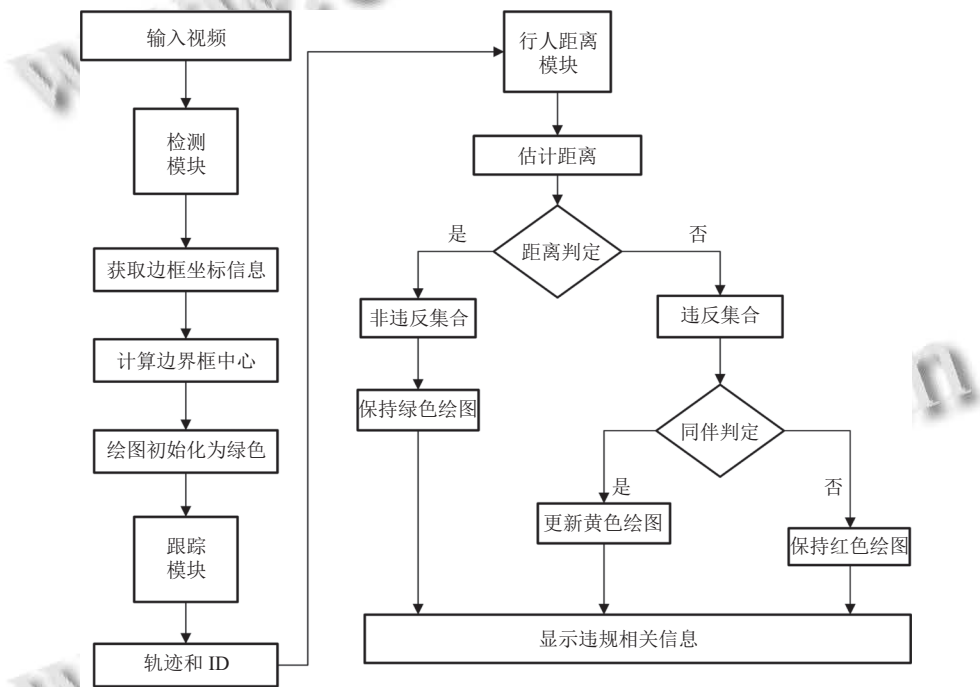 输入视频
检测
模块
获取边框坐标信息
计算边界框中心
绘图初始化为绿色
跟踪
模块
轨迹和 ID
行人距离
模块
估计距离
距离判定
是
否
非违反集合
违反集合
保持绿色绘图
同伴判定
是
否
更新黄色绘图
保持红色绘图
显示违规相关信息